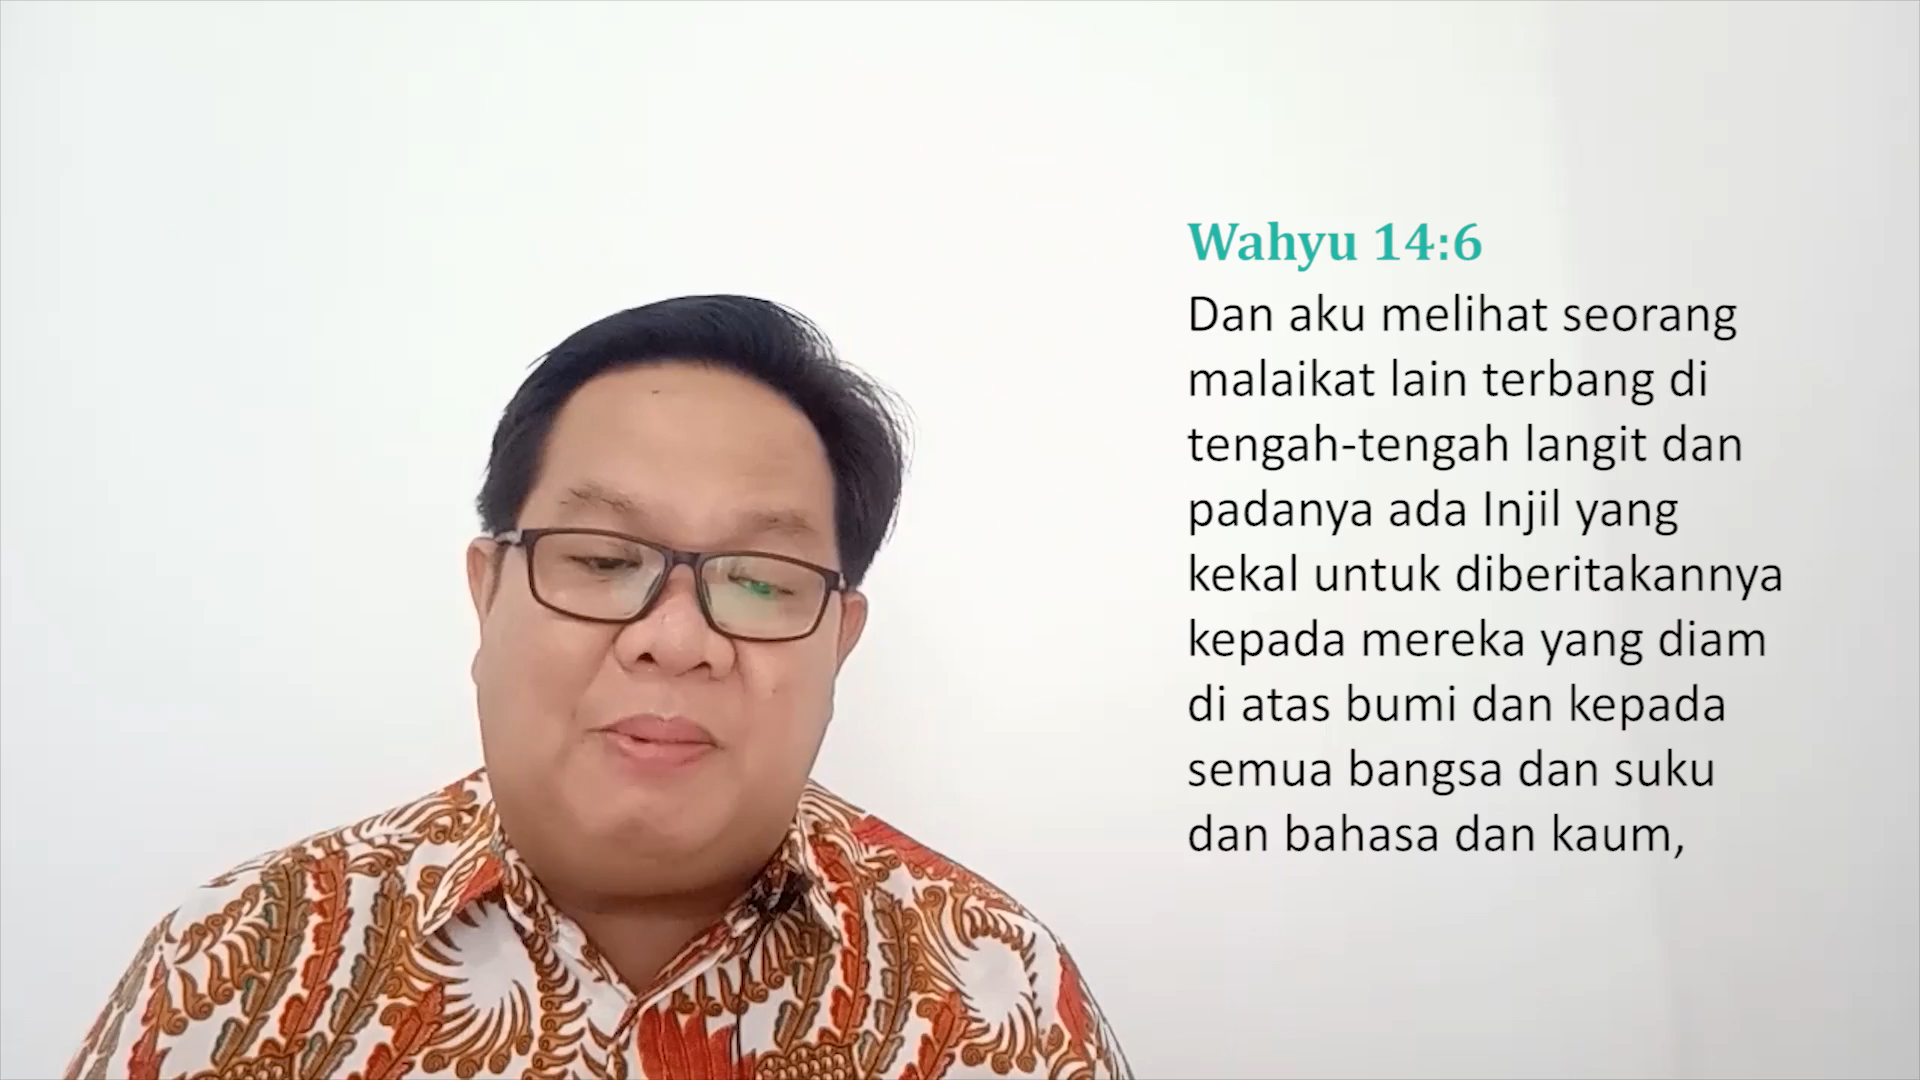 Wahyu 14:6
Dan aku melihat seorang
malaikat lain terbang di
tengah-tengah langit dan
padanya ada Injil yang
kekal untuk diberitakannya
kepada mereka yang diam
di atas bumi dan kepada
semua bangsa dan suku
dan bahasa dan kaum,